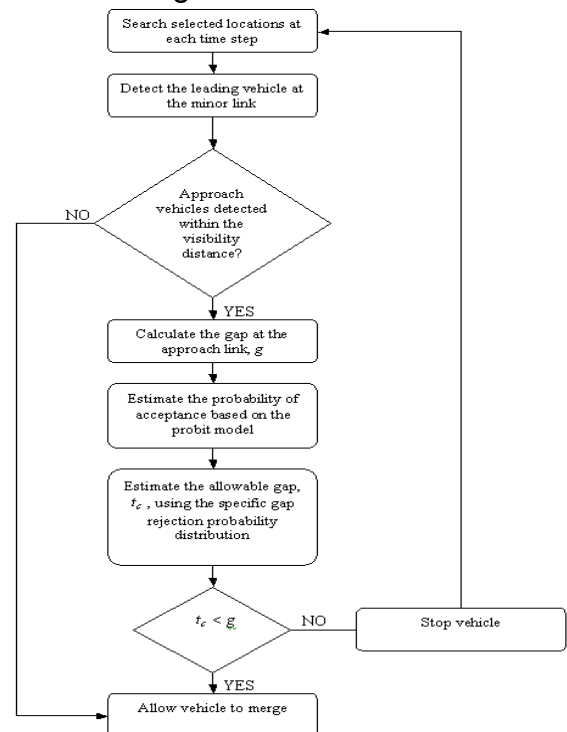 Search selected locations at
each time step
Detect the leading vehicle at
the minor link
Approach
vehicles detected
within the
visibility
distance?
NO
YES
Calculate the gap at the
approach link, g
Estimate the probability of
acceptance based on the
probit model
Estimate the allowable gap,
t_c , using the specific gap
rejection probability
distribution
t_c < g
NO
Stop vehicle
YES
Allow vehicle to merge